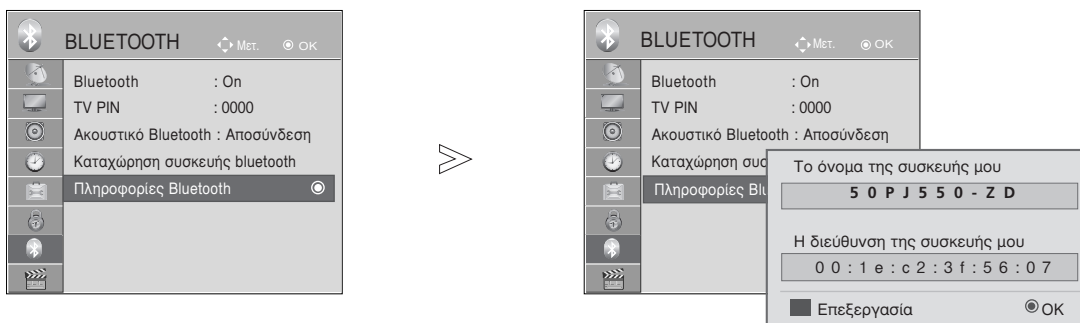 BLUETOOTH Μετ. OK
Bluetooth : On
TV PIN : 0000
Ακουστικό Bluetooth : Αποσύνδεση
Καταχώρηση συσκευής bluetooth
Πληροφορίες Bluetooth
BLUETOOTH Μετ. OK
Bluetooth : On
TV PIN : 0000
Ακουστικό Bluetooth : Αποσύνδεση
Καταχώρηση συσ
Πληροφορίες Bl
Το όνομα της συσκευής μου
50PJ550-ZD
Η διεύθυνση της συσκευής μου
00:1e:c2:3f:56:07
Επεξεργασία OK